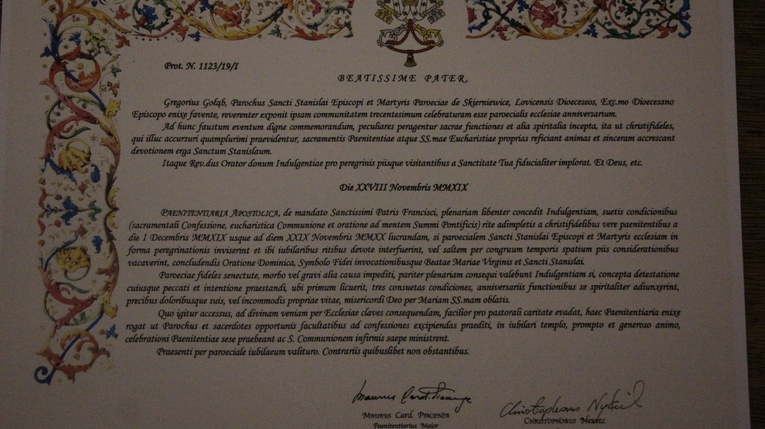 Prot. N. 1123/19/I
BEATISSIME PATER,
Gregorius Gołąb, Parochus Sancti Stanislai Episcopi et Martyris Paroeciae de Skierniewice, Lovicensis Dioeceseos, Exc.mo Dioecesano
Episcopo enixe favente, reverenter exponit ipsam communitatem trecentesimum celebraturam esse paroecialis ecclesiae anniversarium.
Ad hunc faustum eventum digne commemorandum, peculiares peragentur sacrae functiones et alia spiritalia incepta, ita ut christifideles,
qui illuc accursuri quamplurimi praevidentur, sacramentis Paenitentiae atque SS.mae Eucharistiae proprias reficiant animas et sinceram accrescant
devotionem erga Sanctum Stanislaum.
Itaque Rev.dus Orator donum Indulgentiae pro peregrinis piisque visitantibus a Sanctitate Tua fiducialiter implorat. Et Deus, etc.
Die XXVIII Novembris MMXIX
PAENITENTIARIA APOSTOLICA, de mandato Sanctissimi Patris Francisci, plenariam libenter concedit Indulgentiam, suetis condicionibus
(sacramentali Confessione, eucharistica Communione et oratione ad mentem Summi Pontificis) rite adimpletis a christifidelibus vere paenitentibus a
die I Decembris MMXIX usque ad diem XXIX Novembris MMXX lucrandam, si paroecialem Sancti Stanislai Episcopi et Martyris ecclesiam in
forma peregrinationis inviserint et ibi iubilaribus ritibus devote interfuerint, vel saltem per congruum temporis spatium piis considerationibus
vacaverint, concludendis Oratione Dominica, Symbolo Fidei invocationibusque Beatae Mariae Virginis et Sancti Stanislai.
Paroeciae fideles senectute, morbo vel gravi alia causa impediti, pariter plenariam consequi valebunt Indulgentiam si, concepta detestatione
cuiusque peccati et intentione praestandi, ubi primum licuerit, tres consuetas condiciones, anniversariis functionibus se spiritaliter adiunxerint,
precibus doloribusque suis, vel incommodis propriae vitae, misericordi Deo per Mariam SS.mam oblatis.
Quo igitur accessus, ad divinam veniam per Ecclesiae claves consequendam, facilior pro pastorali caritate evadat, haec Paenitentiaria enixe
rogat ut Parochus et sacerdotes opportunis facultatibus ad confessiones excipiendas praediti, in iubilari templo, prompto et generoso animo,
celebrationi Paenitentiae sese praebeant ac S. Communionem infirmis saepe ministrent.
Praesenti per paroeciale iubilaeum valituro. Contrariis quibuslibet non obstantibus.
Maurus Card. Piacenza
Christophorus Nykiel
MAURUS Card. PIACENZA
CHRISTOPHORUS NYKIEL
Paenitentiarius Maior